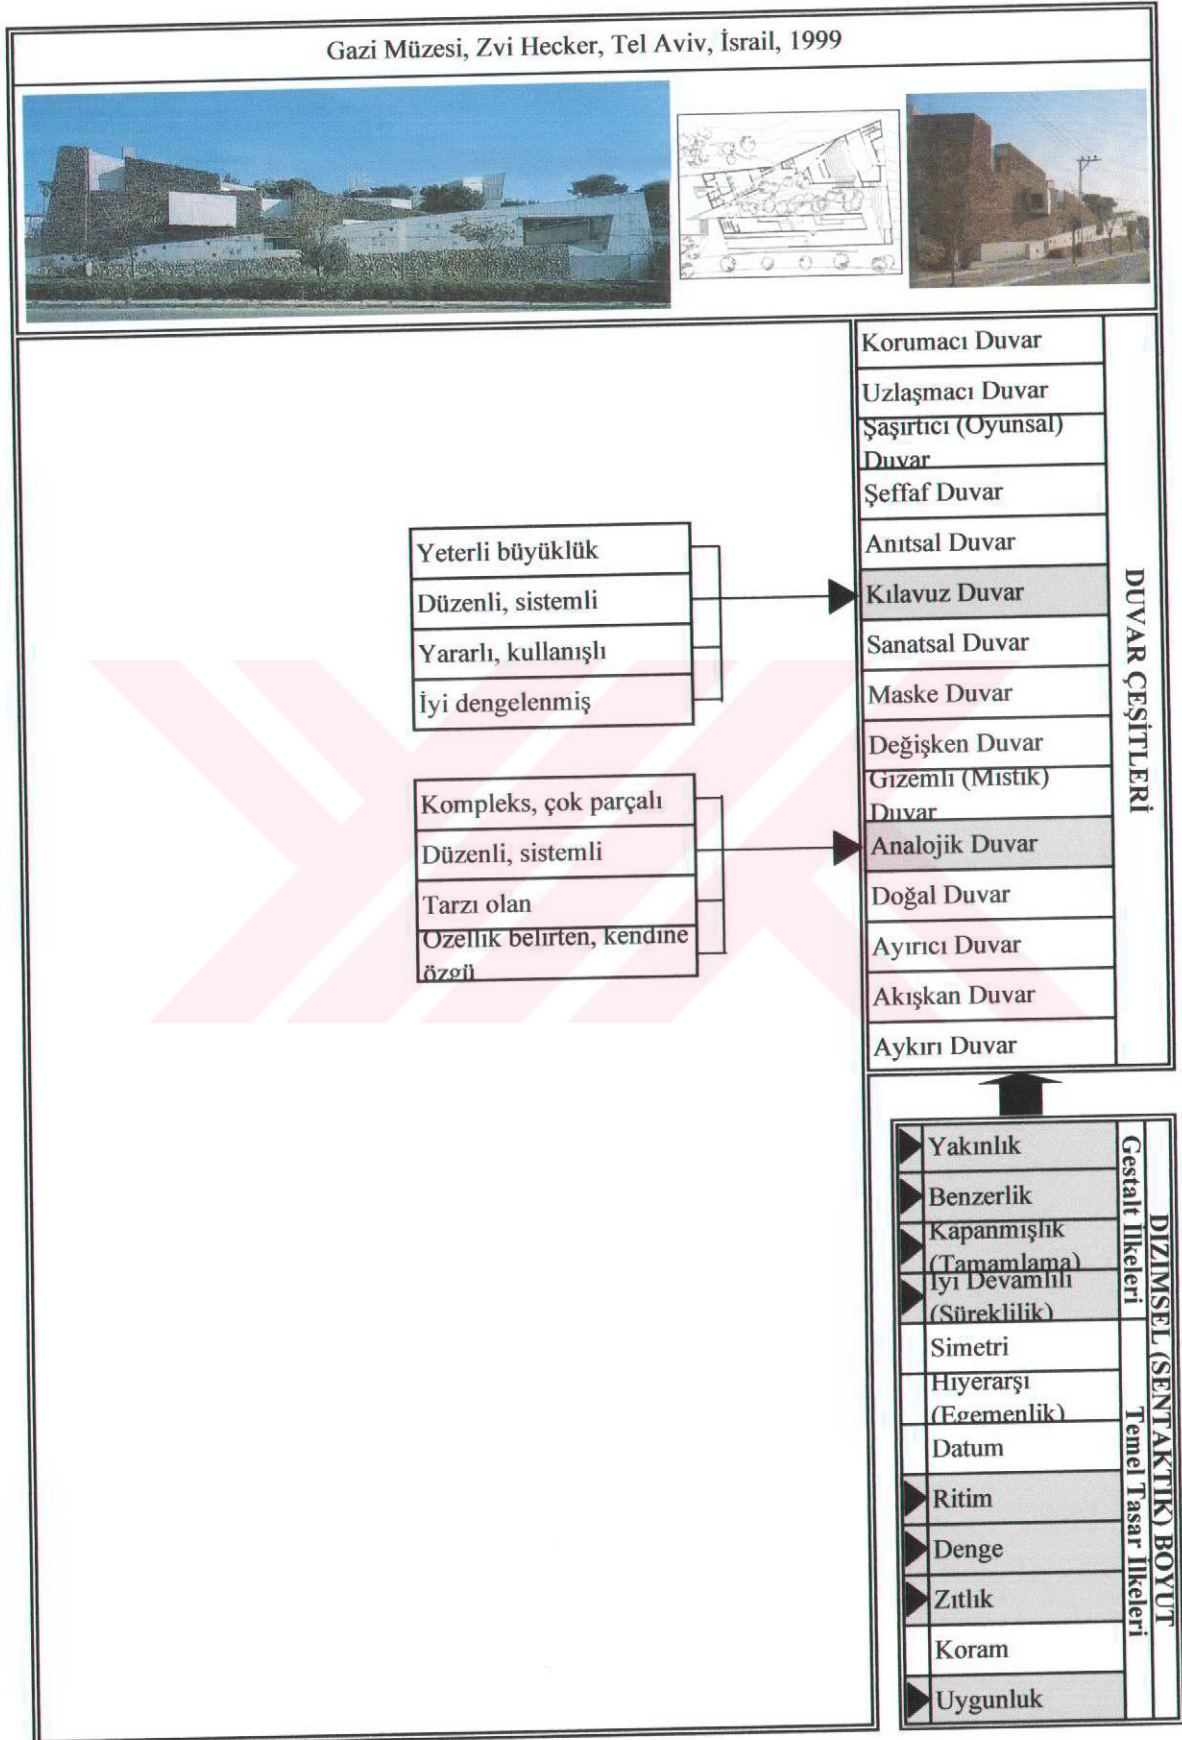 Gazi Müzesi, Zvi Hecker, Tel Aviv, İsrail, 1999
Korumacı Duvar
Uzlaşmacı Duvar
Şaşırtıcı (Oyunsal)
Duvar
Şeffaf Duvar
Anıtsal Duvar
Kılavuz Duvar
Sanatsal Duvar
Maske Duvar
Değişken Duvar
Gizemli (Mistik)
Duvar
Analojik Duvar
Doğal Duvar
Ayırıcı Duvar
Akışkan Duvar
Aykırı Duvar
DUVAR ÇEŞİTLERİ
Yeterli büyüklük
Düzenli, sistemli
Yararlı, kullanışlı
İyi dengelenmiş
Kompleks, çok parçalı
Düzenli, sistemli
Tarzı olan
Özellik belirten, kendine
özgü
Yakınlık
Benzerlik
Kapanmışlık
(Tamamlama)
İyi Devamlılı
(Süreklilik)
Simetri
Hiyerarşi
(Egemenlik)
Datum
Ritim
Denge
Zıtlık
Koram
Uygunluk
Gestalt İlkeleri
Temel Tasar İlkeleri
DİZİMSEL (SENTAKTİK) BOYUT